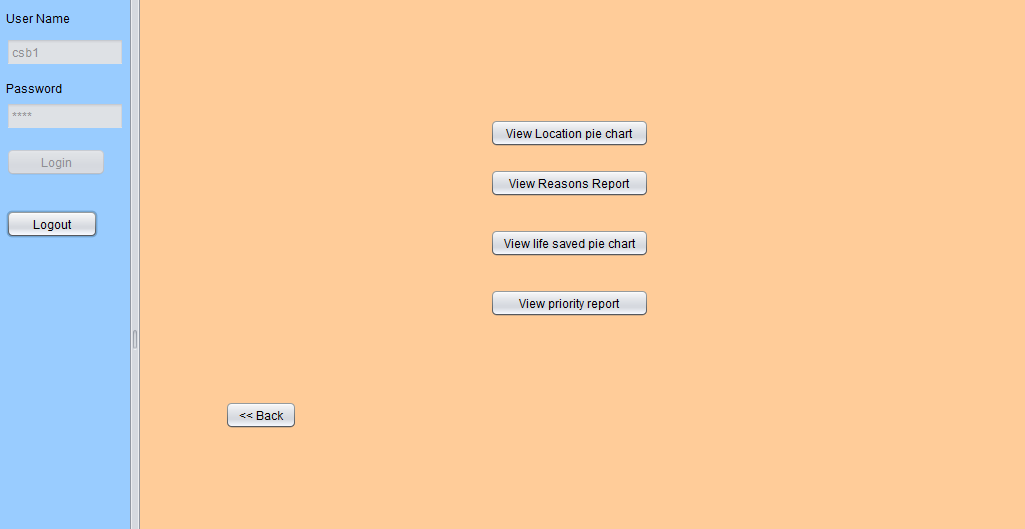 User Name
csb1
Password
****
Login
Logout
View Location pie chart
View Reasons Report
View life saved pie chart
View priority report
<< Back